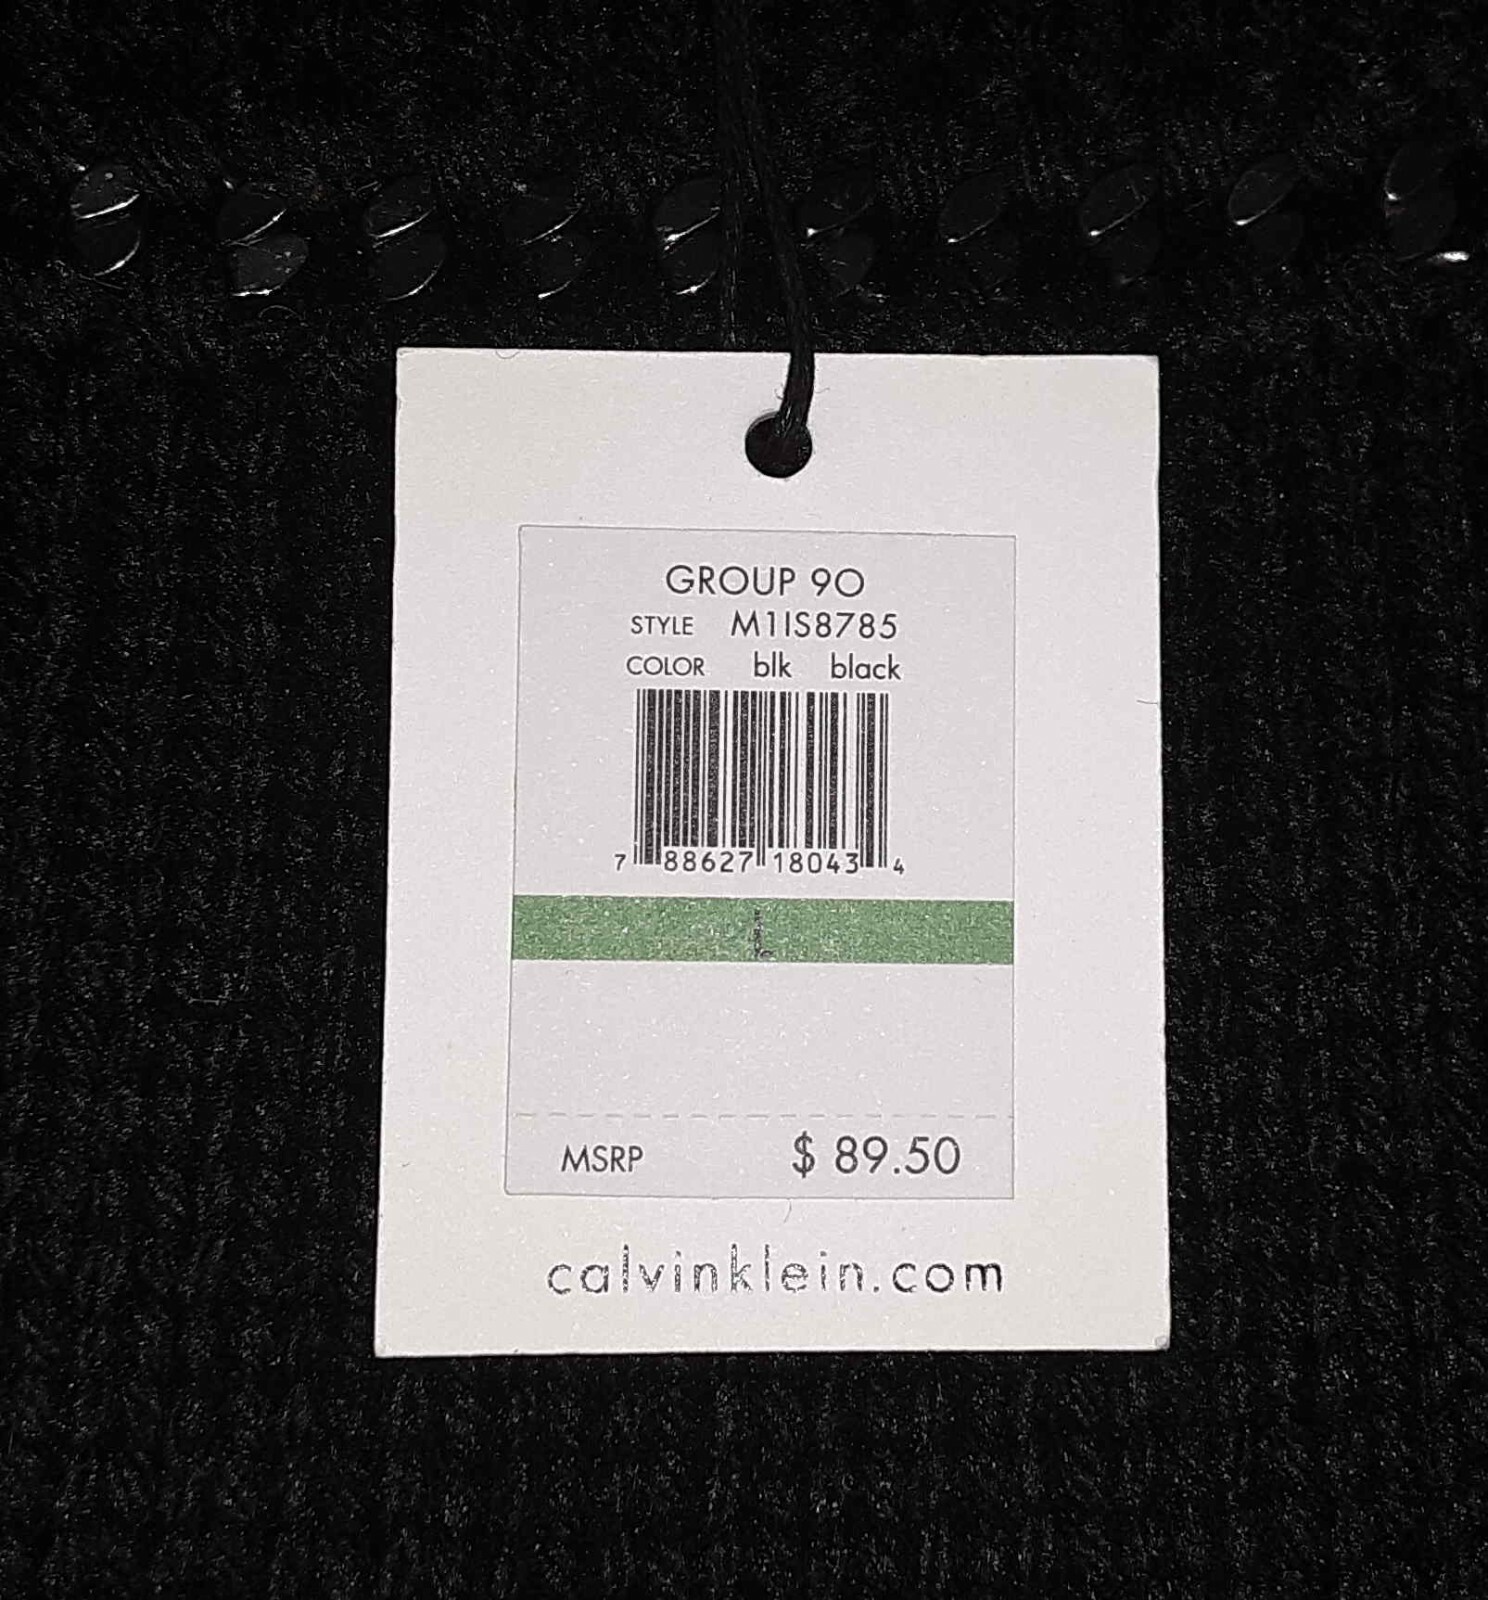 GROUP 90
STYLE M1IS8785
COLOR blk black
7 88627 18043 4
MSRP $ 89.50
calvinklein.com